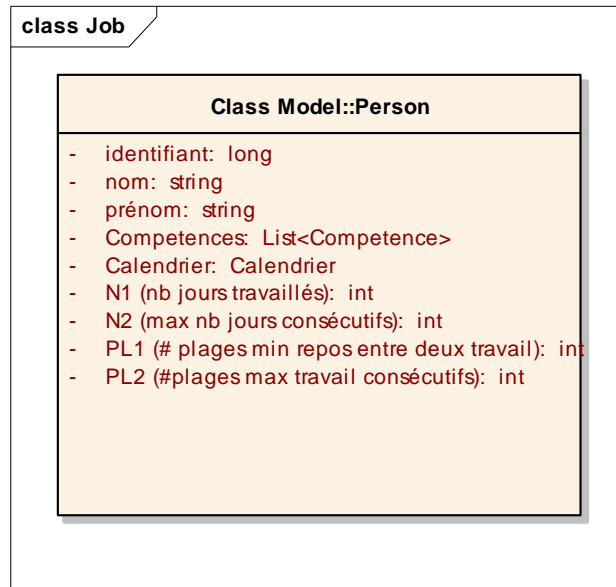 class Job
Class Model::Person
- identifiant: long
- nom: string
- prénom: string
- Competences: List<Competence>
- Calendrier: Calendrier
- N1 (nb jours travaillés): int
- N2 (max nb jours consécutifs): int
- PL1 (# plages min repos entre deux travail): int
- PL2 (#plages max travail consécutifs): int